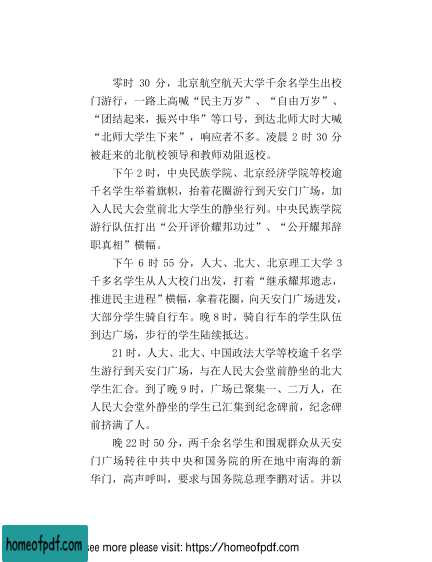 零时 30 分，北京航空航天大学千余名学生出校
门游行，一路上高喊“民主万岁”、“自由万岁”、
“团结起来，振兴中华”等口号，到达北师大时大喊
“北师大学生下来”，响应者不多。凌晨 2 时 30 分
被赶来的北航校领导和教师劝阻返校。
下午 2 时，中央民族学院、北京经济学院等校逾
千名学生举着旗帜，抬着花圈游行到天安门广场，加
入人民大会堂前北大学生的静坐行列。中央民族学院
游行队伍打出“公开评价耀邦功过”、“公开耀邦辞
职真相”横幅。
下午 6 时 55 分，人大、北大、北京理工大学 3
千多名学生从人大校门出发，打着“继承耀邦遗志，
推进民主进程”横幅，拿着花圈，向天安门广场进发，
大部分学生骑自行车。晚 8 时，骑自行车的学生队伍
到达广场，步行的学生陆续抵达。
21 时，人大、北大、中国政法大学等校逾千名学
生游行到天安门广场，与在人民大会堂前静坐的北大
学生汇合。到了晚 9 时，广场已聚集一、二万人，在
人民大会堂外静坐的学生已汇集到纪念碑前，纪念碑
前挤满了人。
晚 22 时 50 分，两千余名学生和围观群众从天安
门广场转往中共中央和国务院的所在地中南海的新
华门，高声呼叫，要求与国务院总理李鹏对话。并以
homeofpdf.com
see more please visit: https://homeofpdf.com